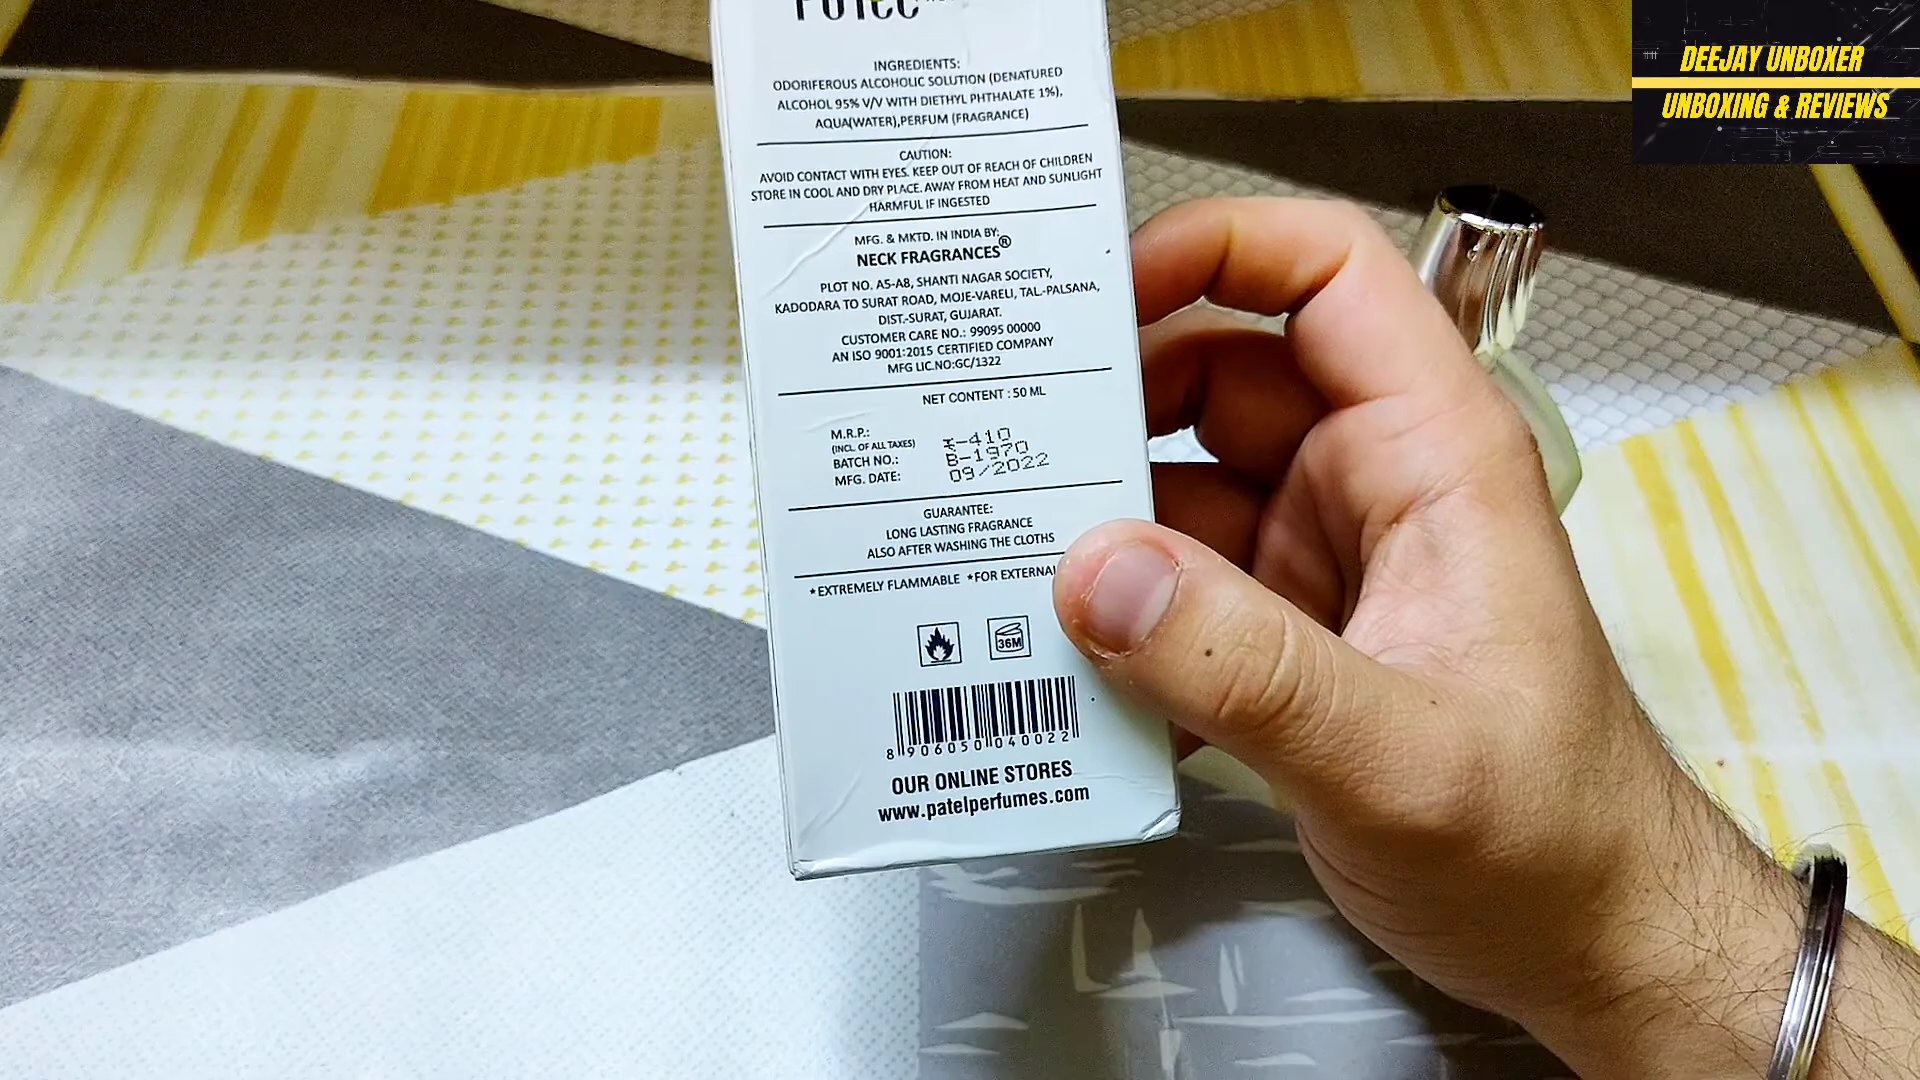 DEEJAY UNBOXER
UNBOXING & REVIEWS
INGREDIENTS:
ODORIFEROUS ALCOHOLIC SOLUTION (DENATURED
ALCOHOL 95% V/V WITH DIETHYL PHTHALATE 1%),
AQUA(WATER),PERFUM (FRAGRANCE)
CAUTION:
AVOID CONTACT WITH EYES. KEEP OUT OF REACH OF CHILDREN
STORE IN COOL AND DRY PLACE. AWAY FROM HEAT AND SUNLIGHT
HARMFUL IF INGESTED
MFG. & MKTD. IN INDIA BY:
NECK FRAGRANCES®
PLOT NO. A5-A8, SHANTI NAGAR SOCIETY,
KADODARA TO SURAT ROAD, MOJE-VARELI, TAL.-PALSANA,
DIST.-SURAT, GUJARAT.
CUSTOMER CARE NO.: 99095 00000
AN ISO 9001:2015 CERTIFIED COMPANY
MFG LIC.NO:GC/1322
NET CONTENT : 50 ML
M.R.P.: ₹-410
(INCL. OF ALL TAXES)
BATCH NO.: B-1970
MFG. DATE: 09/2022
GUARANTEE:
LONG LASTING FRAGRANCE
ALSO AFTER WASHING THE CLOTHS
*EXTREMELY FLAMMABLE *FOR EXTERNAL
36M
8 906050 040022
OUR ONLINE STORES
www.patelperfumes.com